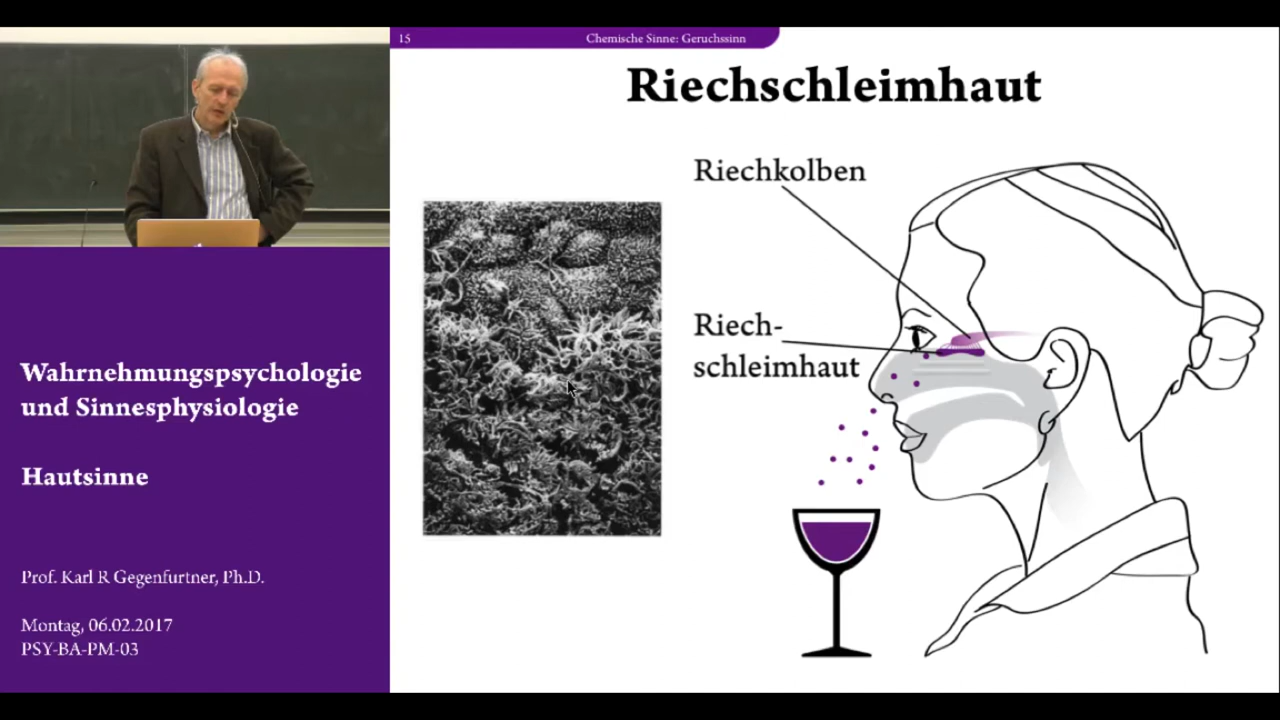 15
Chemische Sinne: Geruchssinn
Riechschleimhaut
Riechkolben
Riech-
schleimhaut
Wahrnehmungspsychologie
und Sinnesphysiologie
Hautsinne
Prof. Karl R Gegenfurtner, Ph.D.
Montag, 06.02.2017
PSY-BA-PM-03